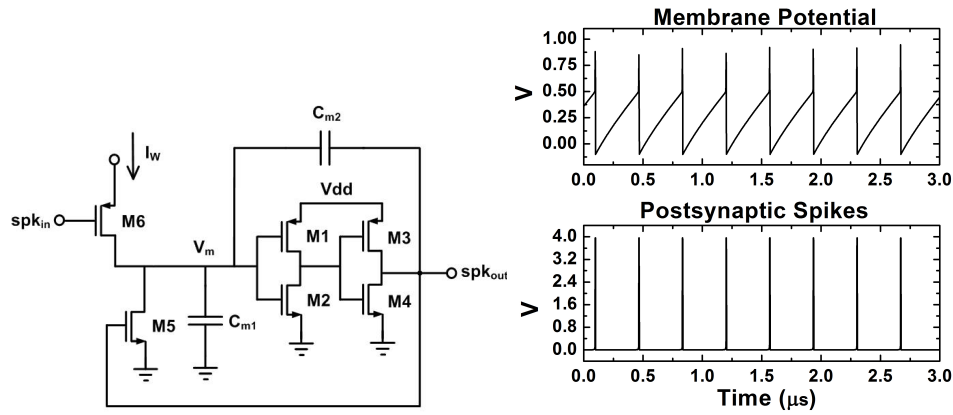 C_m2
I_W
Vdd
spk_in
M6
M1
M3
V_m
spk_out
M5
C_m1
M2
M4
Membrane Potential
V
1.00
0.75
0.50
0.25
0.00
0.0 0.5 1.0 1.5 2.0 2.5 3.0
Postsynaptic Spikes
V
4.0
3.2
2.4
1.6
0.8
0.0
0.0 0.5 1.0 1.5 2.0 2.5 3.0
Time (μs)